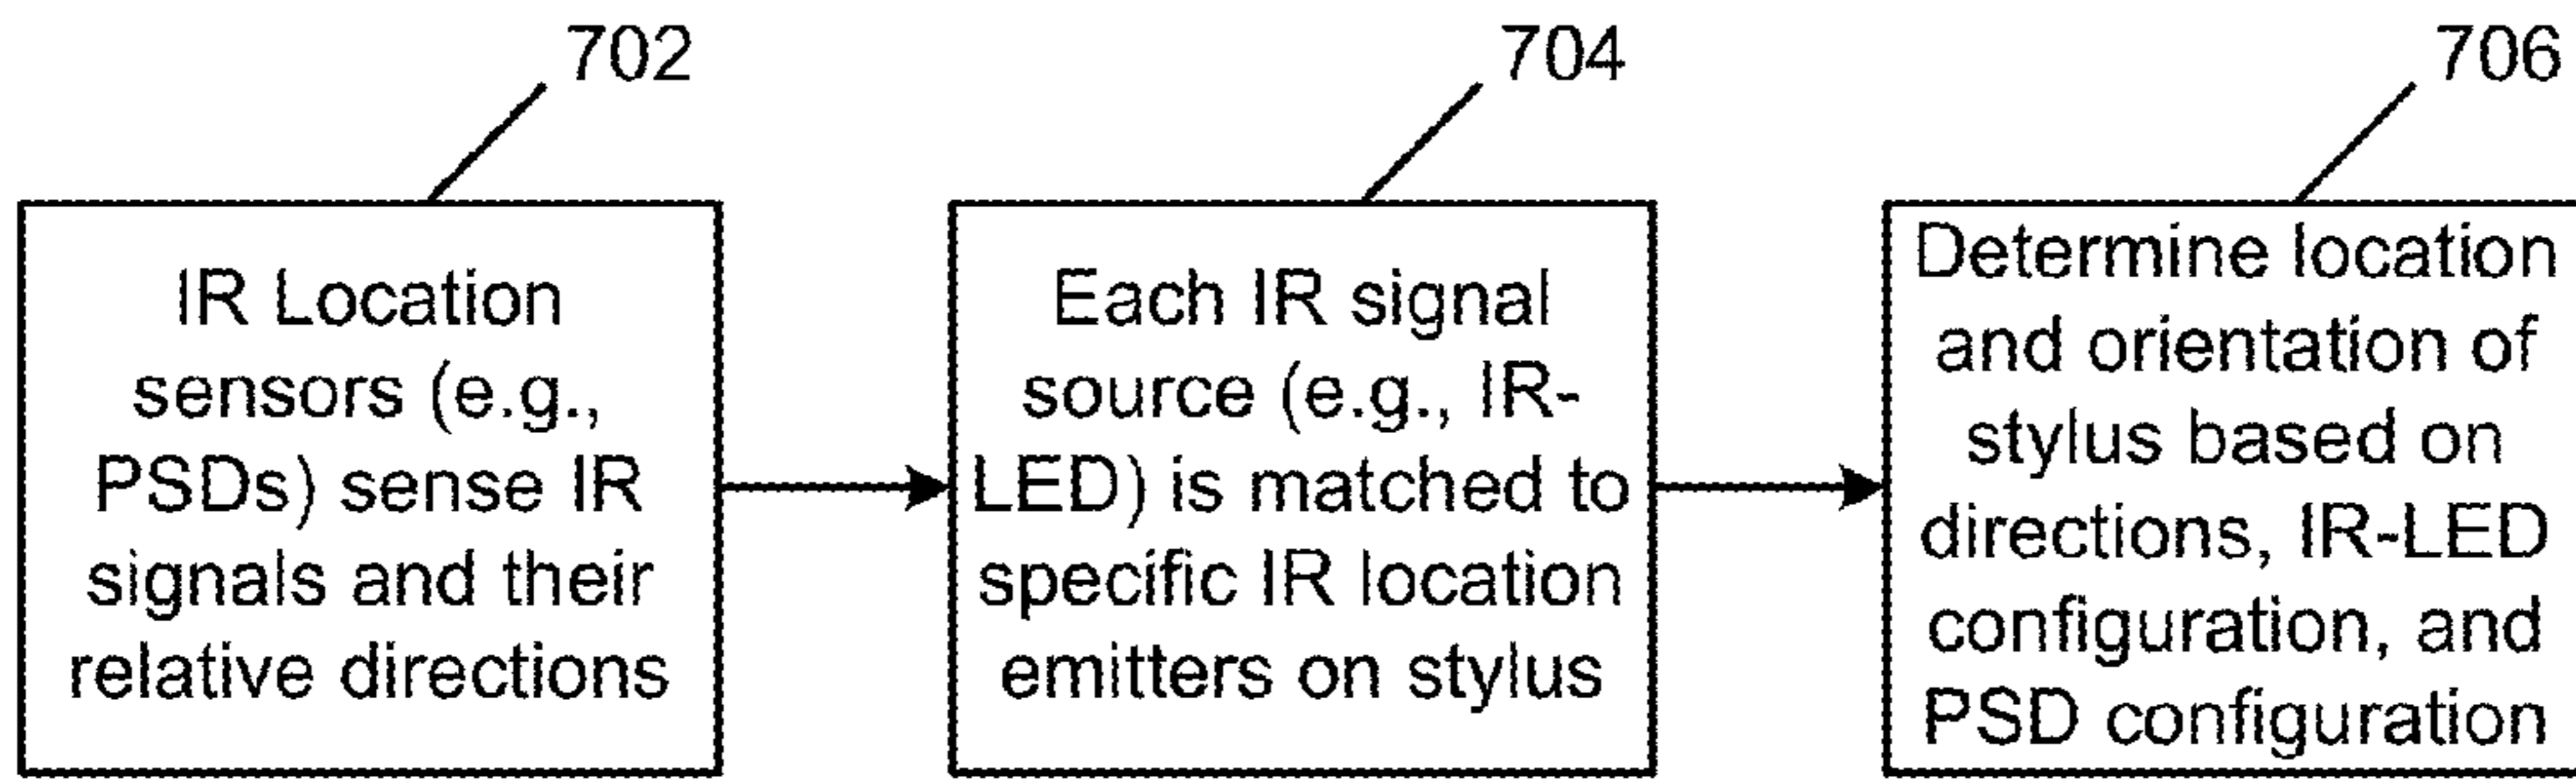 702
704
706
IR Location
sensors (e.g.,
PSDs) sense IR
signals and their
relative directions
Each IR signal
source (e.g., IR-
LED) is matched to
specific IR location
emitters on stylus
Determine location
and orientation of
stylus based on
directions, IR-LED
configuration, and
PSD configuration